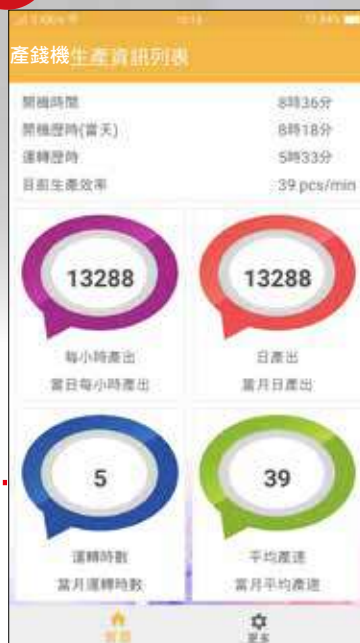 產錢機生產資訊列表
開機時間 8時36分
開機歷時(當天) 8時18分
運轉歷時 5時33分
目前生產效率 39 pcs/min
13288 13288
每小時產出 日產出
當日每小時產出 當月日產出
5 39
運轉時數 平均產速
當月運轉時數 當月平均產速
更多